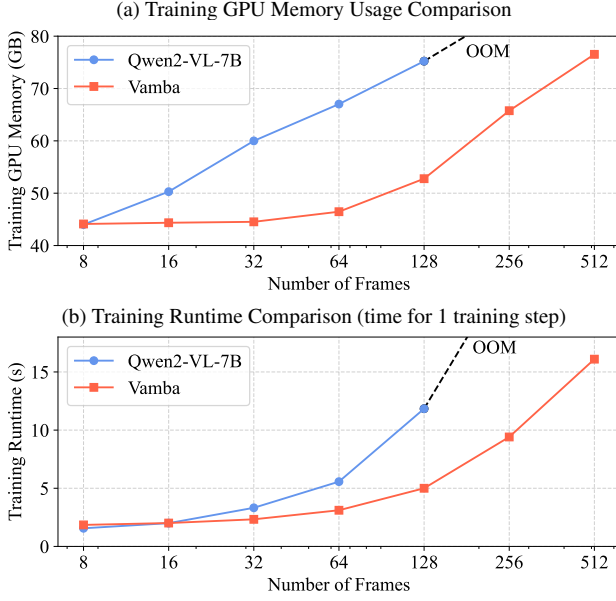 (a) Training GPU Memory Usage Comparison
Training GPU Memory (GB)
80
70
60
50
40
Qwen2-VL-7B
Vamba
OOM
8 16 32 64 128 256 512
Number of Frames
(b) Training Runtime Comparison (time for 1 training step)
Training Runtime (s)
15
10
5
0
Qwen2-VL-7B
Vamba
OOM
8 16 32 64 128 256 512
Number of Frames